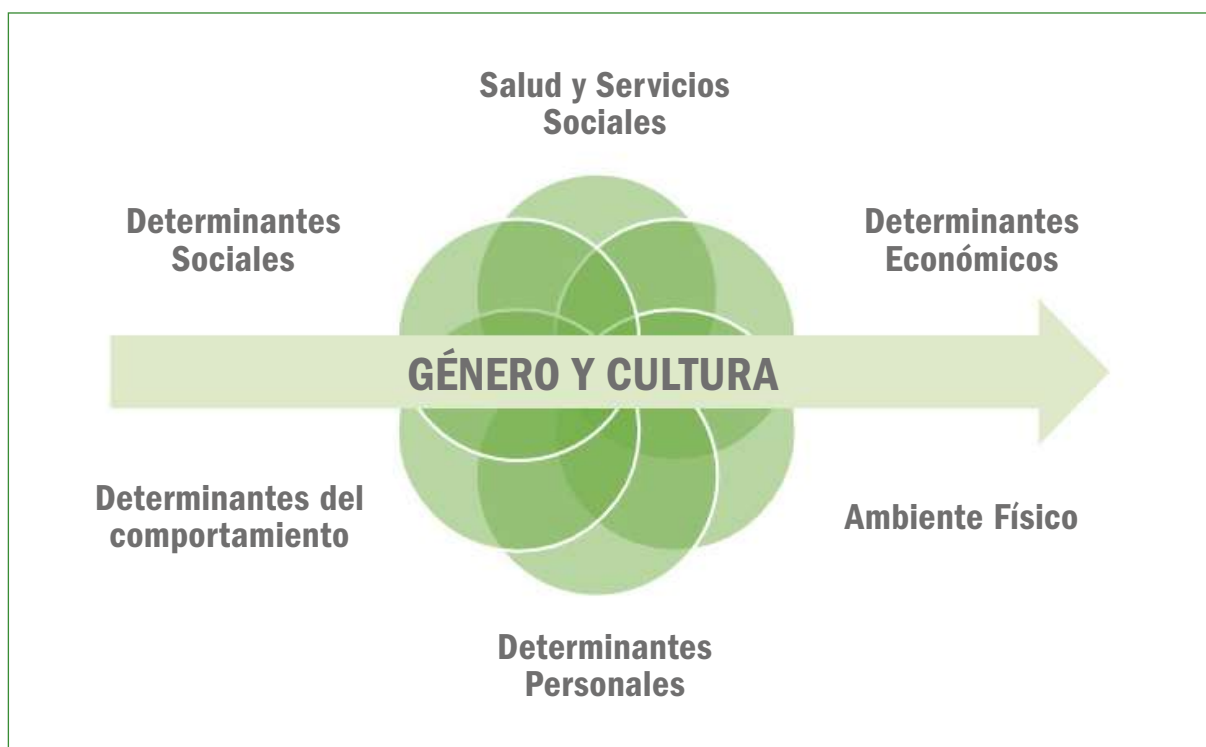 Salud y Servicios
Sociales
Determinantes
Sociales
Determinantes
Económicos
GÉNERO Y CULTURA
Determinantes del
comportamiento
Ambiente Físico
Determinantes
Personales